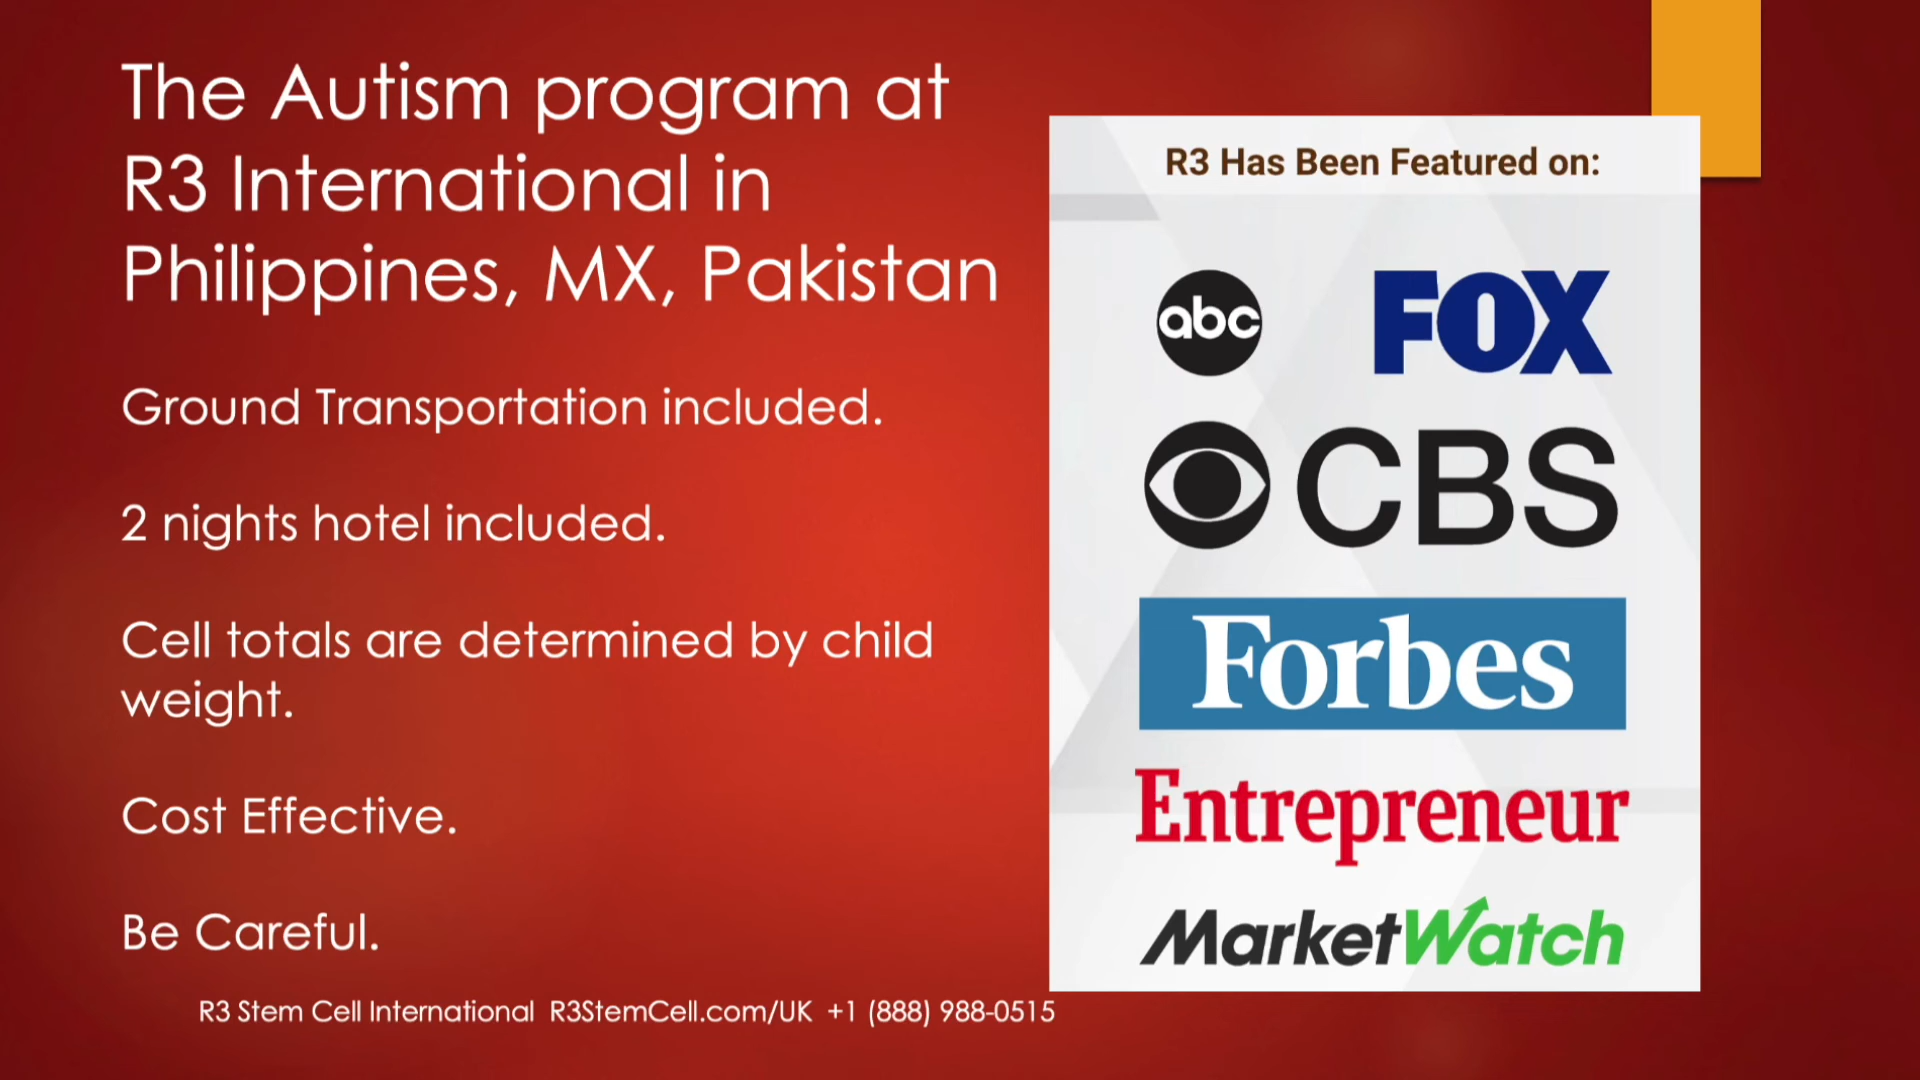 The Autism program at
R3 International in
Philippines, MX, Pakistan
Ground Transportation included.
2 nights hotel included.
Cell totals are determined by child
weight.
Cost Effective.
Be Careful.
R3 Stem Cell International R3StemCell.com/UK +1 (888) 988-0515
R3 Has Been Featured on:
abc FOX
CBS
Forbes
Entrepreneur
MarketWatch